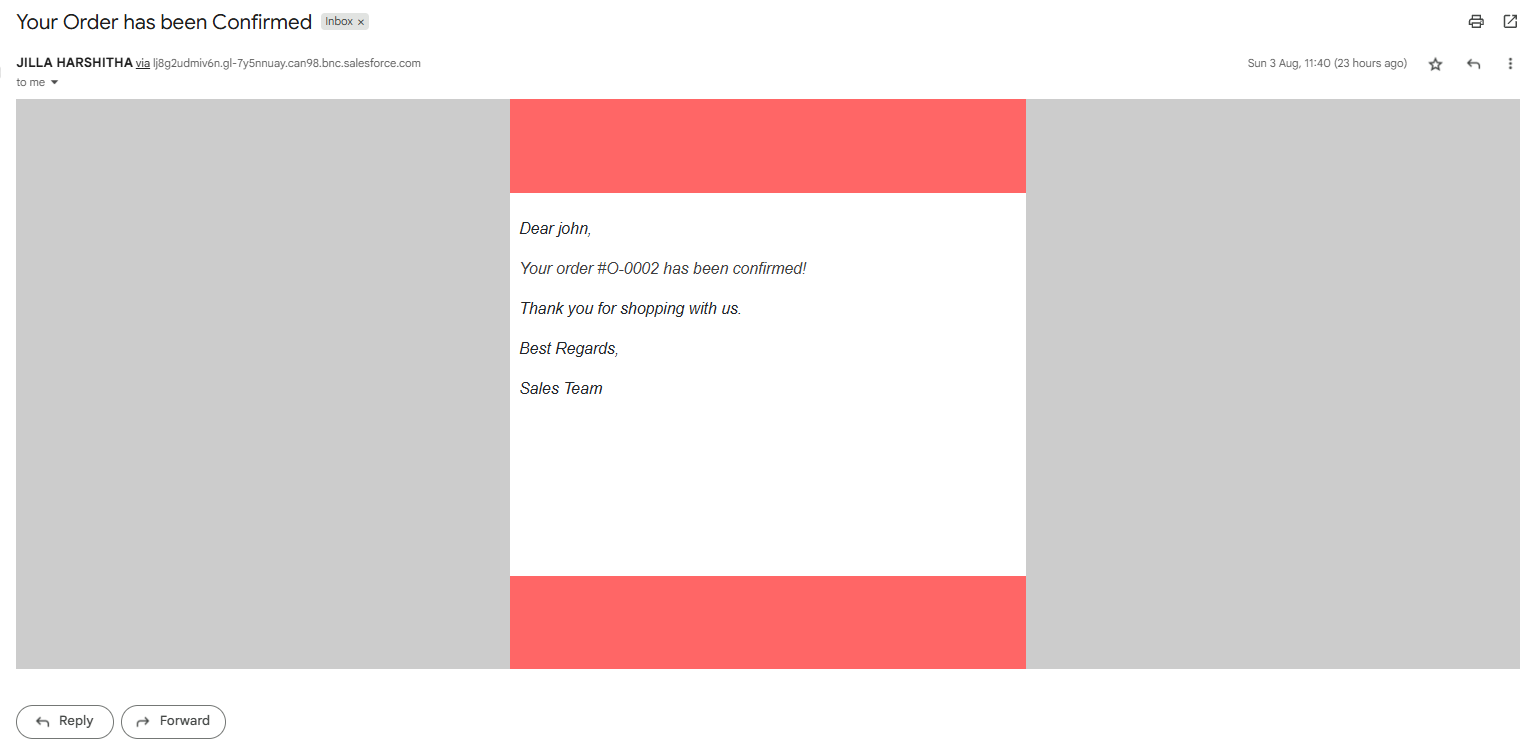 Your Order has been Confirmed Inbox ×
JILLA HARSHITHA via lj8g2udmiv6n.gl-7y5nnuay.can98.bnc.salesforce.com Sun 3 Aug, 11:40 (23 hours ago)
to me
Dear john,
Your order #O-0002 has been confirmed!
Thank you for shopping with us.
Best Regards,
Sales Team
Reply Forward